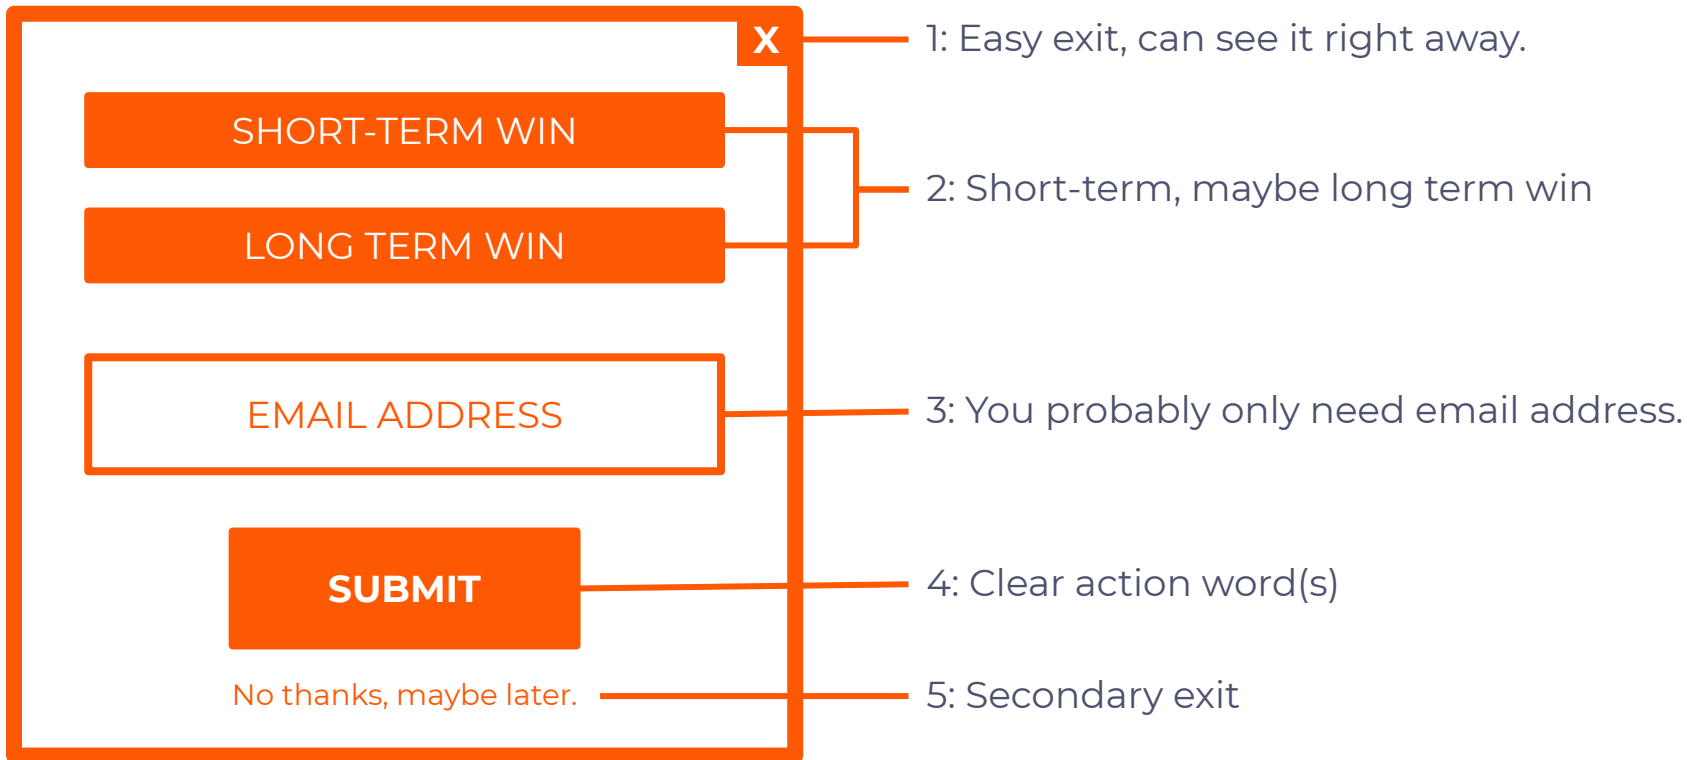 X
1: Easy exit, can see it right away.
SHORT-TERM WIN
2: Short-term, maybe long term win
LONG TERM WIN
EMAIL ADDRESS
3: You probably only need email address.
SUBMIT
4: Clear action word(s)
No thanks, maybe later.
5: Secondary exit